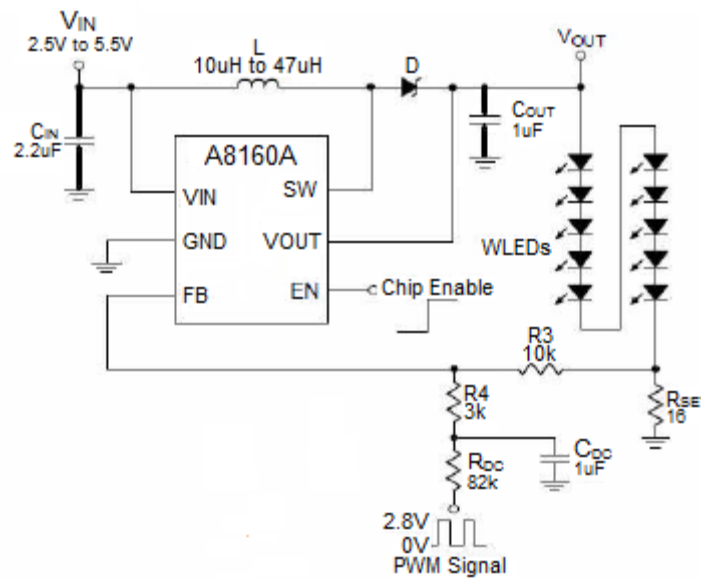 VIN
2.5V to 5.5V
L
10uH to 47uH
D
VOUT
CIN
2.2uF
COUT
1uF
A8160A
VIN
SW
GND
VOUT
FB
EN
Chip Enable
WLEDs
R3
10k
R4
3k
RSE
16
RDC
82k
CDC
1uF
2.8V
0V
PWM Signal